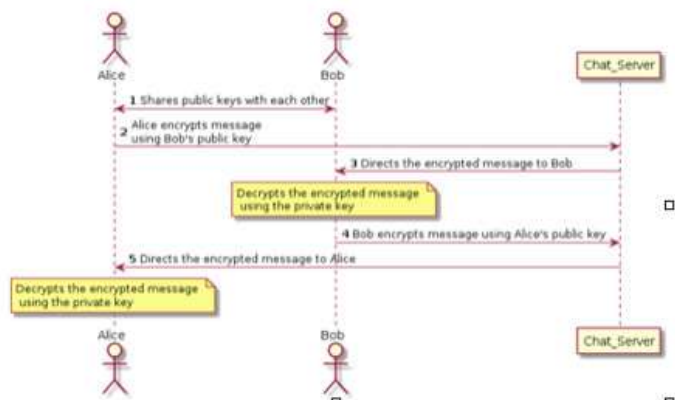 Alice
Bob
Chat_Server
1 Shares public keys with each other
2 Alice encrypts message
using Bob's public key
3 Directs the encrypted message to Bob
Decrypts the encrypted message
using the private key
4 Bob encrypts message using Alice's public key
5 Directs the encrypted message to Alice
Decrypts the encrypted message
using the private key
Alice
Bob
Chat_Server